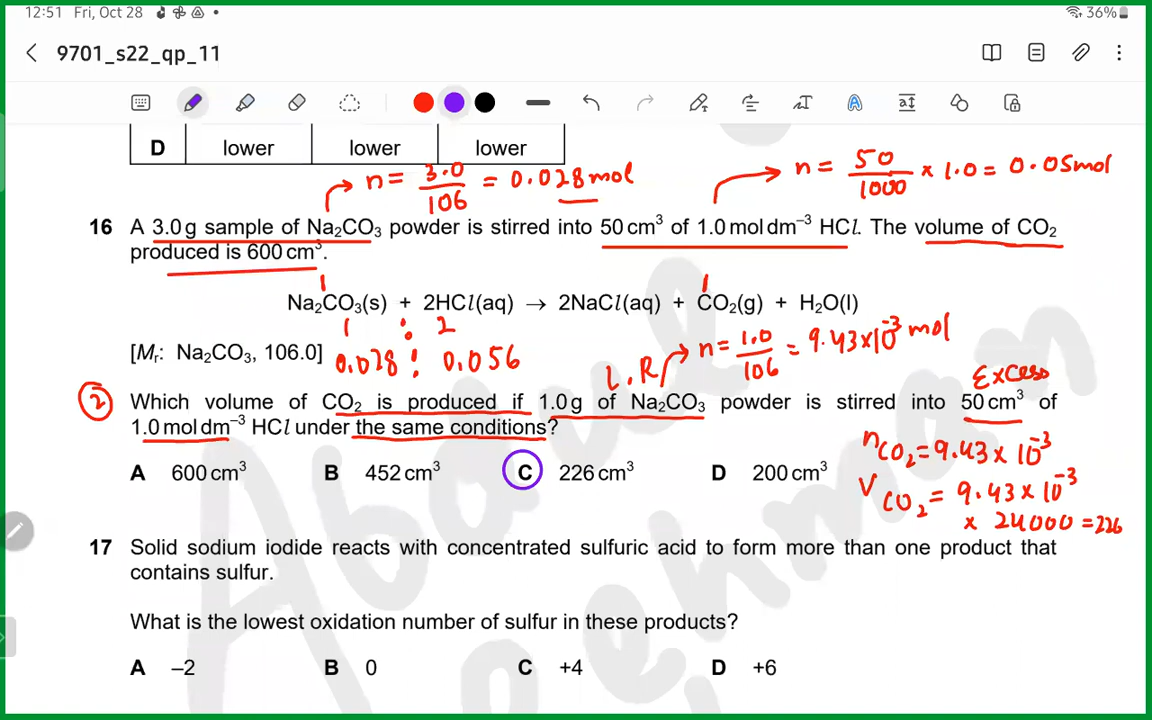 12:51 Fri, Oct 28
36%
9701_s22_qp_11
D lower lower lower
n = 3.0/106 = 0.028 mol
n = 50/1000 × 1.0 = 0.05 mol
16 A 3.0 g sample of Na₂CO₃ powder is stirred into 50 cm³ of 1.0 mol dm⁻³ HCl. The volume of CO₂
produced is 600 cm³.
1 1
Na₂CO₃(s) + 2HCl(aq) → 2NaCl(aq) + CO₂(g) + H₂O(l)
1 : 2
[Mr: Na₂CO₃, 106.0] 0.028 : 0.056
L.R n = 1.0/106 = 9.43×10⁻³ mol
Excess
2 Which volume of CO₂ is produced if 1.0 g of Na₂CO₃ powder is stirred into 50 cm³ of
1.0 mol dm⁻³ HCl under the same conditions?
nCO₂ = 9.43 × 10⁻³
A 600 cm³ B 452 cm³ C 226 cm³ D 200 cm³
VCO₂ = 9.43 × 10⁻³
× 24000 = 226
17 Solid sodium iodide reacts with concentrated sulfuric acid to form more than one product that
contains sulfur.
What is the lowest oxidation number of sulfur in these products?
A –2 B 0 C +4 D +6